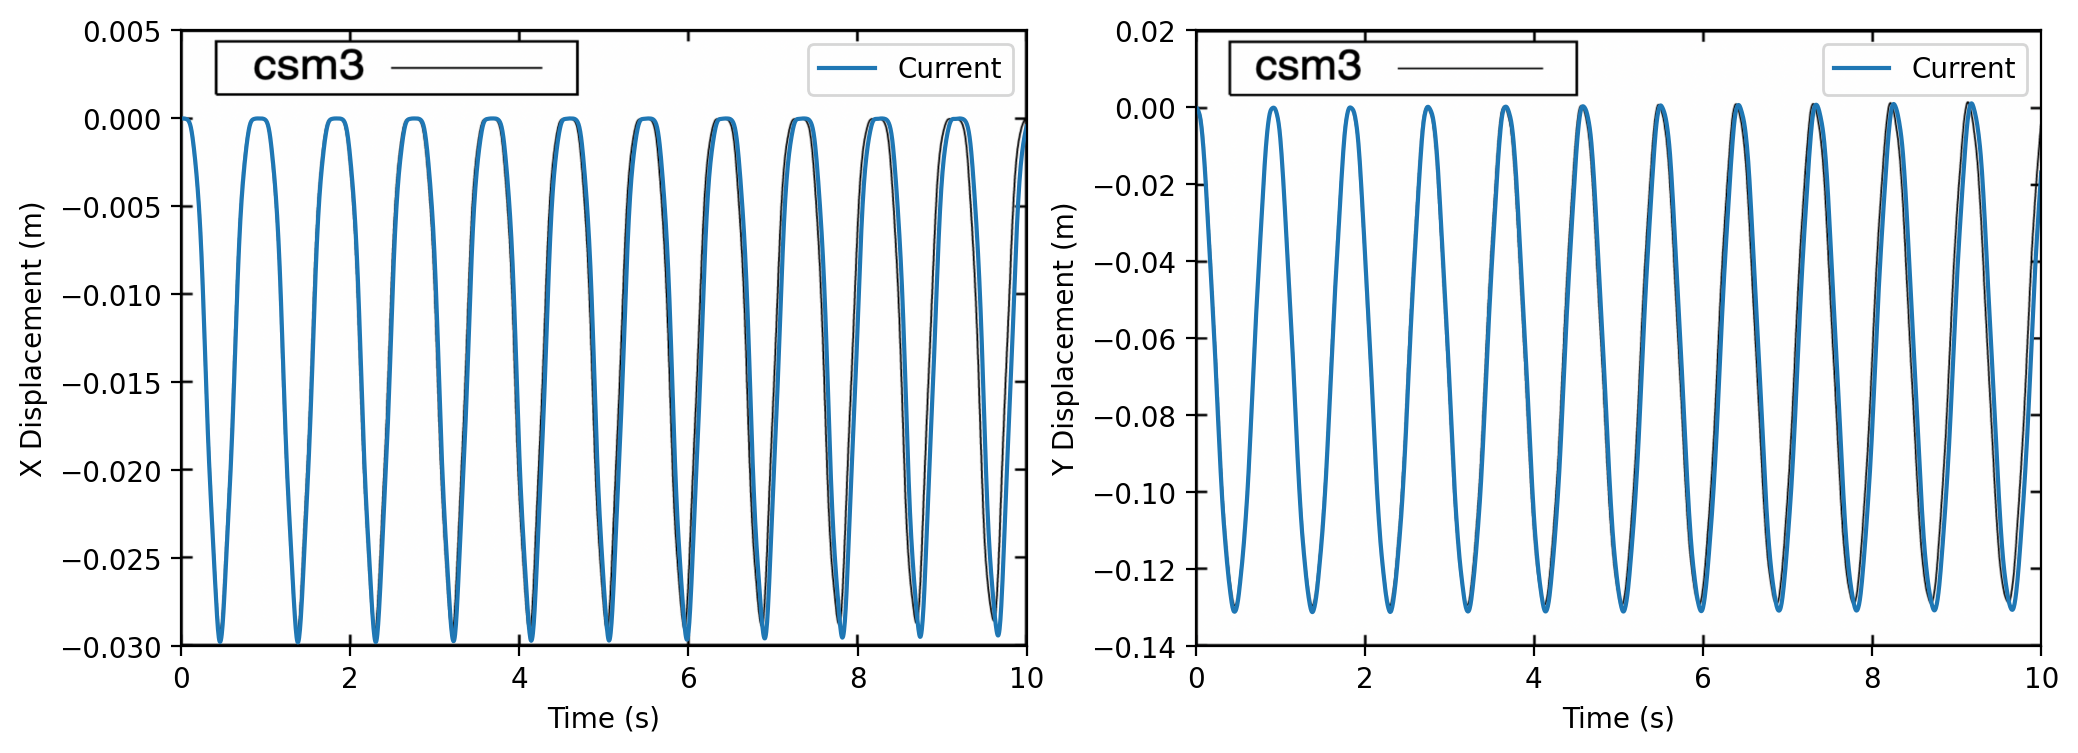 csm3
Current
0.005
0.000
−0.005
−0.010
−0.015
−0.020
−0.025
−0.030
X Displacement (m)
0 2 4 6 8 10
Time (s)
csm3
Current
0.02
0.00
−0.02
−0.04
−0.06
−0.08
−0.10
−0.12
−0.14
Y Displacement (m)
0 2 4 6 8 10
Time (s)